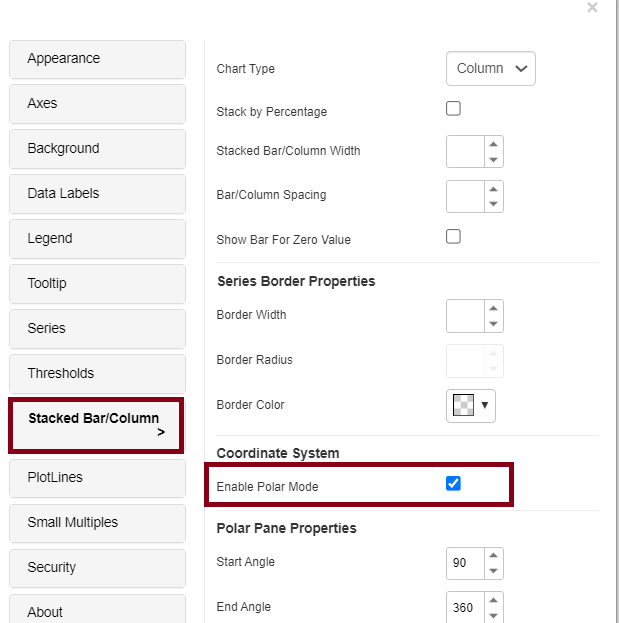 ×
Appearance
Axes
Background
Data Labels
Legend
Tooltip
Series
Thresholds
Stacked Bar/Column
>
PlotLines
Small Multiples
Security
About
Chart Type Column
Stack by Percentage
Stacked Bar/Column Width
Bar/Column Spacing
Show Bar For Zero Value
Series Border Properties
Border Width
Border Radius
Border Color
Coordinate System
Enable Polar Mode
Polar Pane Properties
Start Angle 90
End Angle 360